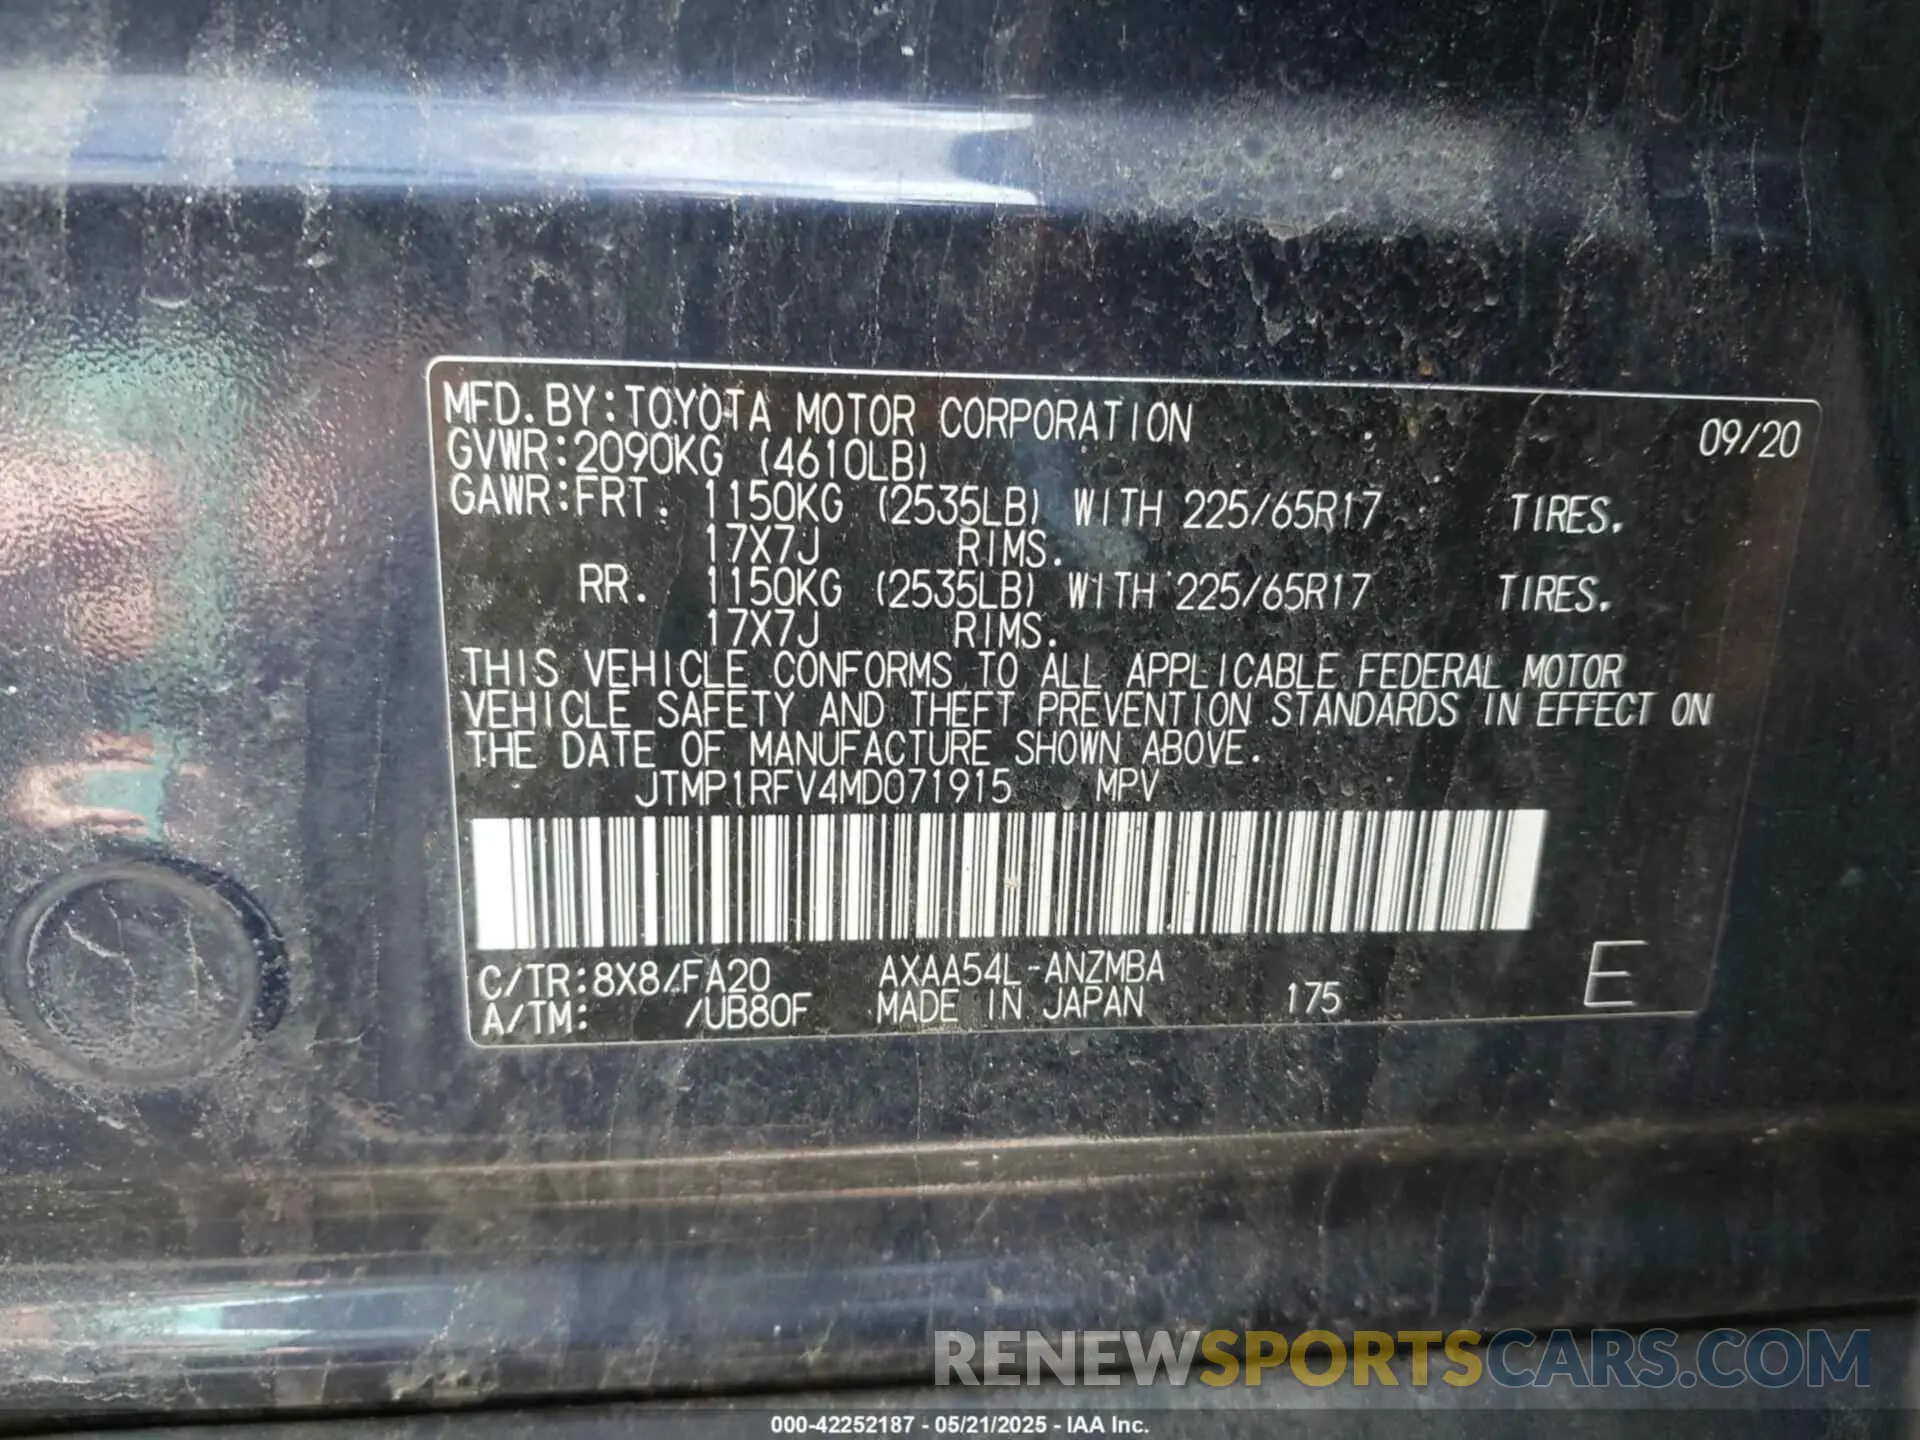 MFD.BY:TOYOTA MOTOR CORPORATION 09/20
GVWR:2090KG (4610LB)
GAWR:FRT. 1150KG (2535LB) WITH 225/65R17 TIRES.
17X7J RIMS.
RR. 1150KG (2535LB) WITH 225/65R17 TIRES.
17X7J RIMS.
THIS VEHICLE CONFORMS TO ALL APPLICABLE FEDERAL MOTOR
VEHICLE SAFETY AND THEFT PREVENTION STANDARDS IN EFFECT ON
THE DATE OF MANUFACTURE SHOWN ABOVE.
JTMP1RFV4MD071915 MPV
C/TR:8X8/FA20 AXAA54L-ANZMBA
A/TM: /UB80F MADE IN JAPAN 175 E
RENEWSPORTSCARS.COM
000-42252187 - 05/21/2025 - IAA Inc.